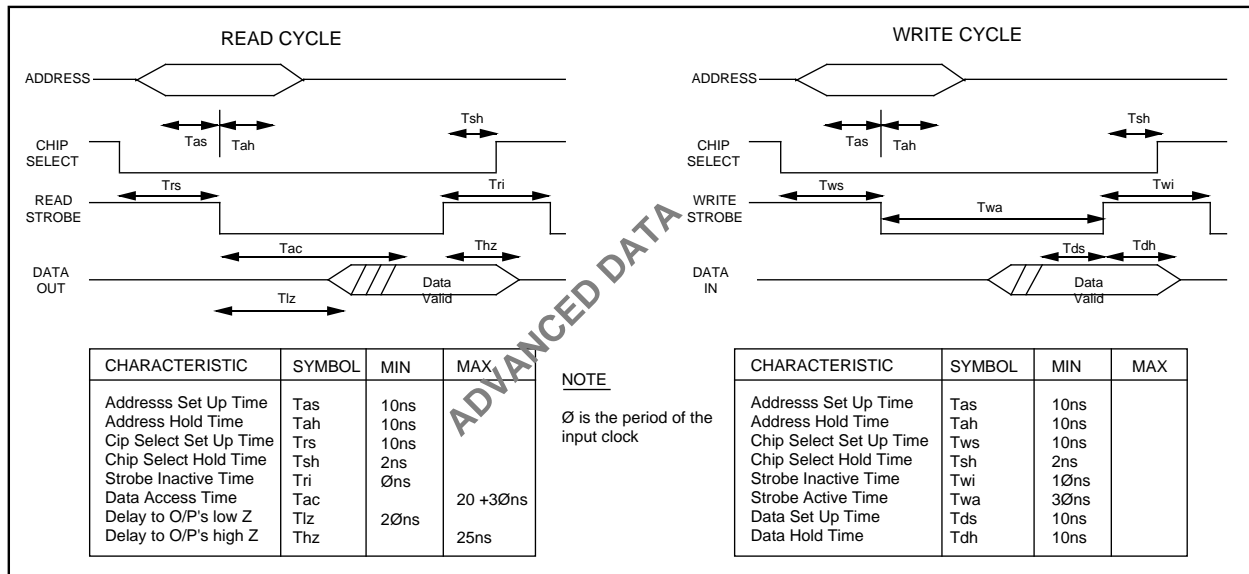 READ CYCLE
ADDRESS
Tas
Tah
Tsh
CHIP
SELECT
Trs
Tri
READ
STROBE
Tac
Thz
DATA
OUT
Data
Valid
Tlz
WRITE CYCLE
ADDRESS
Tas
Tah
Tsh
CHIP
SELECT
Tws
Twi
WRITE
STROBE
Twa
Tds
Tdh
DATA
IN
Data
Valid
ADVANCED DATA
CHARACTERISTIC SYMBOL MIN MAX
Addresss Set Up Time Tas 10ns
Address Hold Time Tah 10ns
Cip Select Set Up Time Trs 10ns
Chip Select Hold Time Tsh 2ns
Strobe Inactive Time Tri Øns
Data Access Time Tac 20 +3Øns
Delay to O/P's low Z Tlz 2Øns
Delay to O/P's high Z Thz 25ns
NOTE
Ø is the period of the
input clock
CHARACTERISTIC SYMBOL MIN MAX
Addresss Set Up Time Tas 10ns
Address Hold Time Tah 10ns
Chip Select Set Up Time Tws 10ns
Chip Select Hold Time Tsh 2ns
Strobe Inactive Time Twi 1Øns
Strobe Active Time Twa 3Øns
Data Set Up Time Tds 10ns
Data Hold Time Tdh 10ns